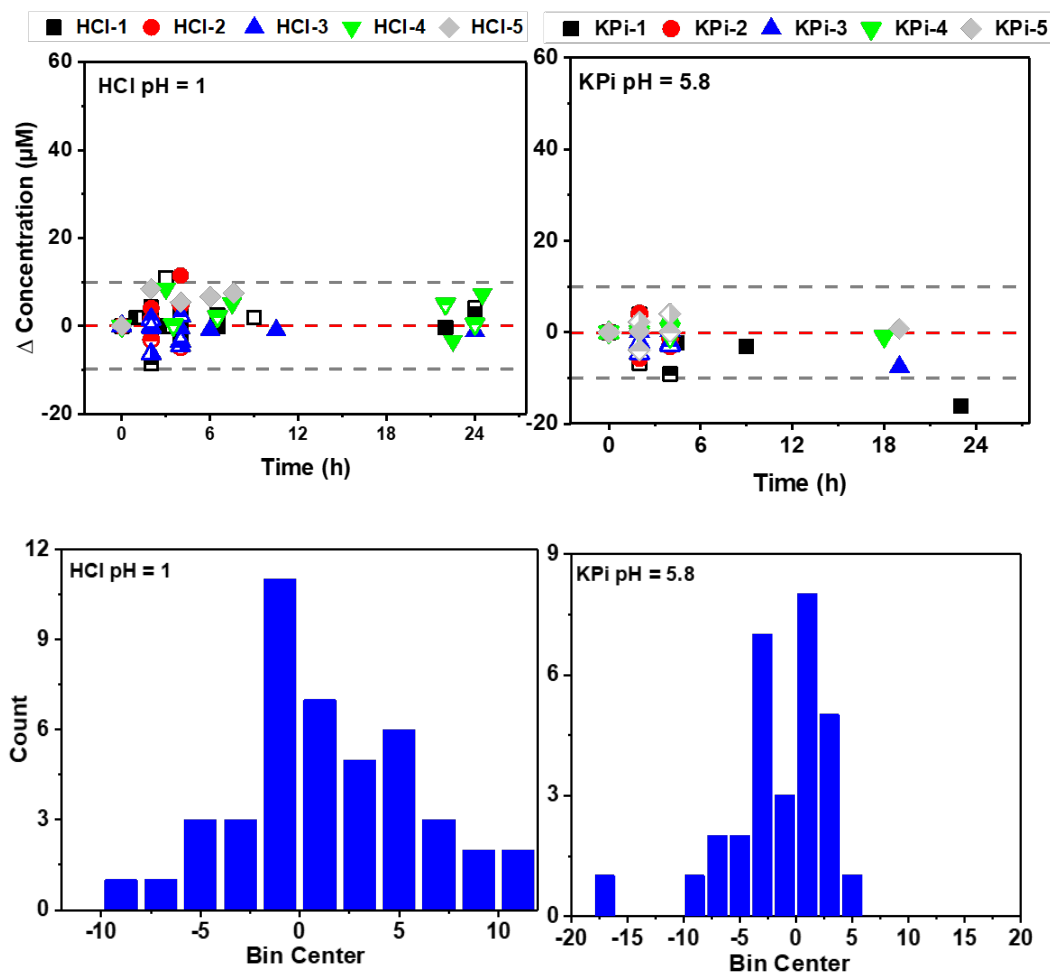 HCl-1 HCl-2 HCl-3 HCl-4 HCl-5
KPi-1 KPi-2 KPi-3 KPi-4 KPi-5
HCl pH = 1
60
40
20
0
-20
Δ Concentration (µM)
0 6 12 18 24
Time (h)
KPi pH = 5.8
60
40
20
0
-20
0 6 12 18 24
Time (h)
HCl pH = 1
12
9
6
3
0
Count
-10 -5 0 5 10
Bin Center
KPi pH = 5.8
9
6
3
0
-20 -15 -10 -5 0 5 10 15 20
Bin Center